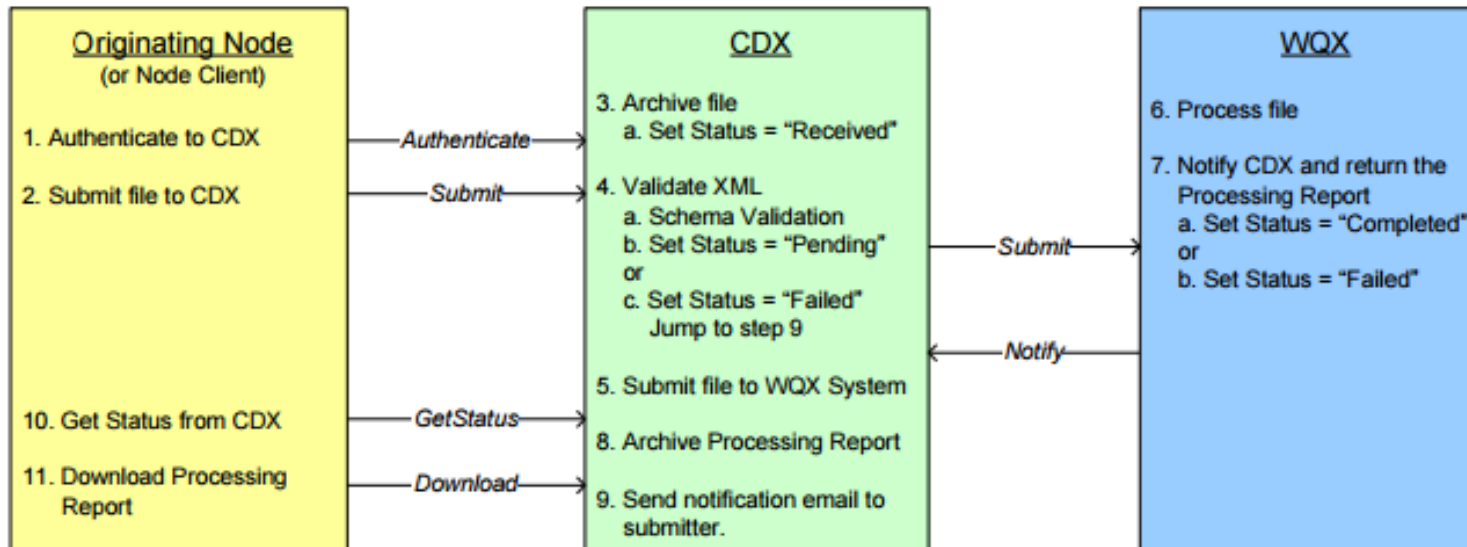 Originating Node
(or Node Client)
1. Authenticate to CDX
2. Submit file to CDX
10. Get Status from CDX
11. Download Processing
Report
Authenticate
Submit
GetStatus
Download
CDX
3. Archive file
a. Set Status = “Received”
4. Validate XML
a. Schema Validation
b. Set Status = “Pending”
or
c. Set Status = “Failed”
Jump to step 9
5. Submit file to WQX System
8. Archive Processing Report
9. Send notification email to
submitter.
Submit
Notify
WQX
6. Process file
7. Notify CDX and return the
Processing Report
a. Set Status = “Completed”
or
b. Set Status = “Failed”